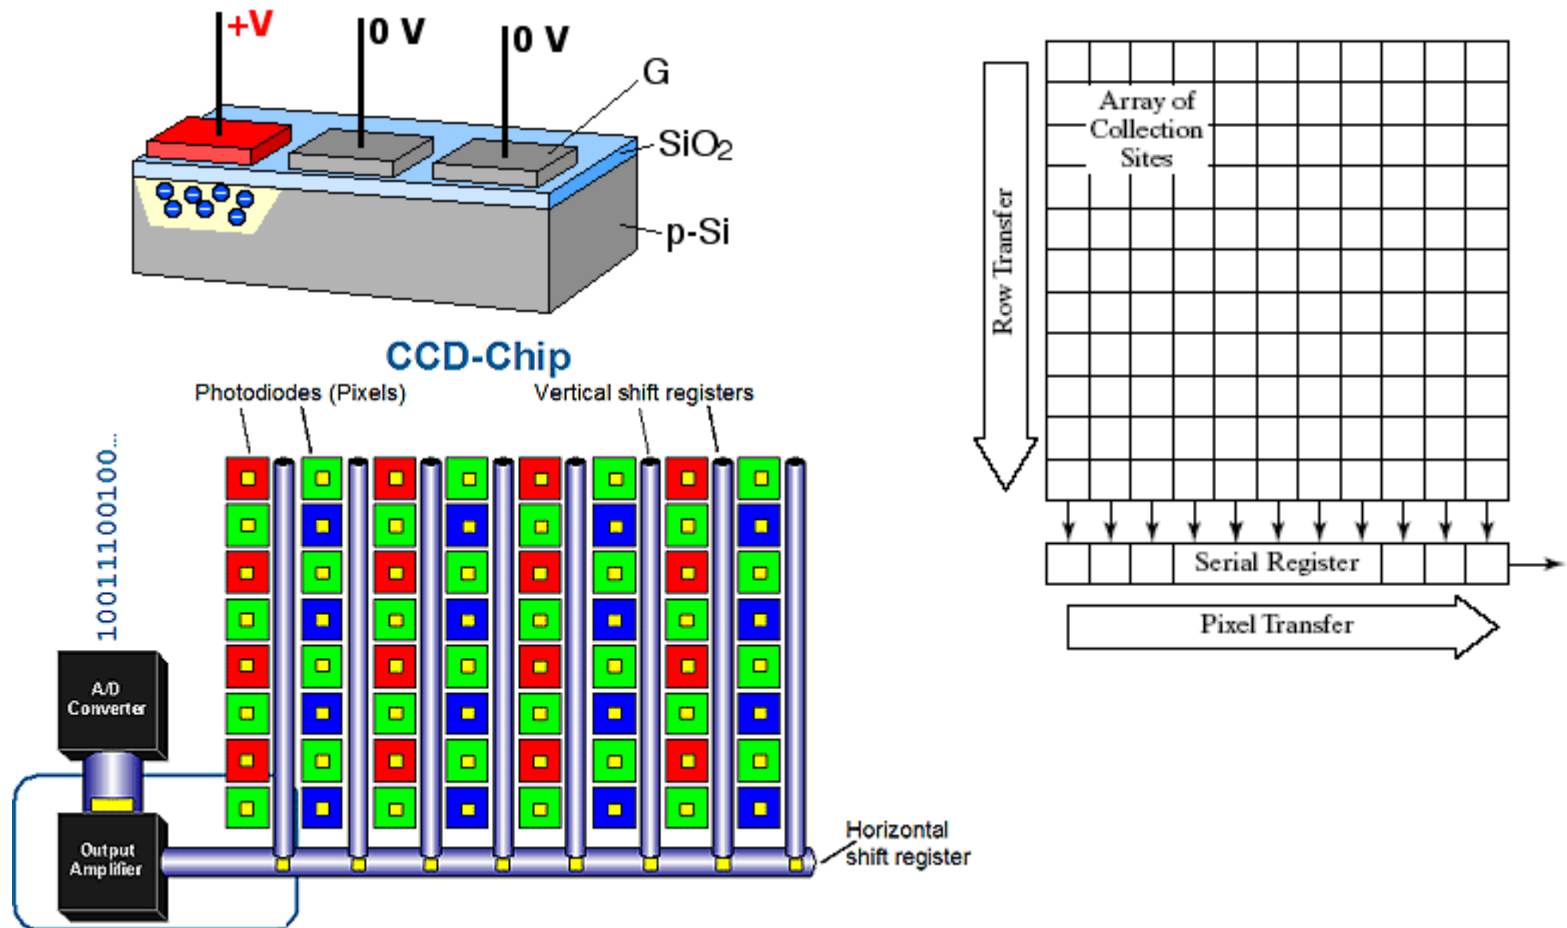 +V
0 V
0 V
G
SiO₂
p-Si
CCD-Chip
Photodiodes (Pixels)
Vertical shift registers
100111100100...
A/D
Converter
Output
Amplifier
Horizontal
shift register
Array of
Collection
Sites
Row Transfer
Serial Register
Pixel Transfer